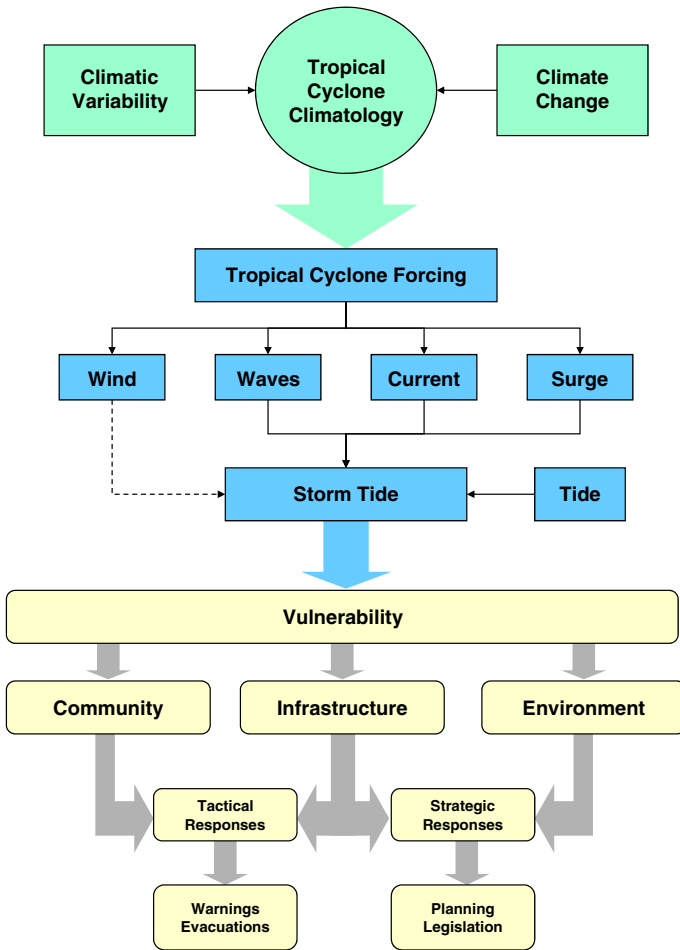 Climatic
Variability
Tropical
Cyclone
Climatology
Climate
Change
Tropical Cyclone Forcing
Wind
Waves
Current
Surge
Storm Tide
Tide
Vulnerability
Community
Infrastructure
Environment
Tactical
Responses
Strategic
Responses
Warnings
Evacuations
Planning
Legislation